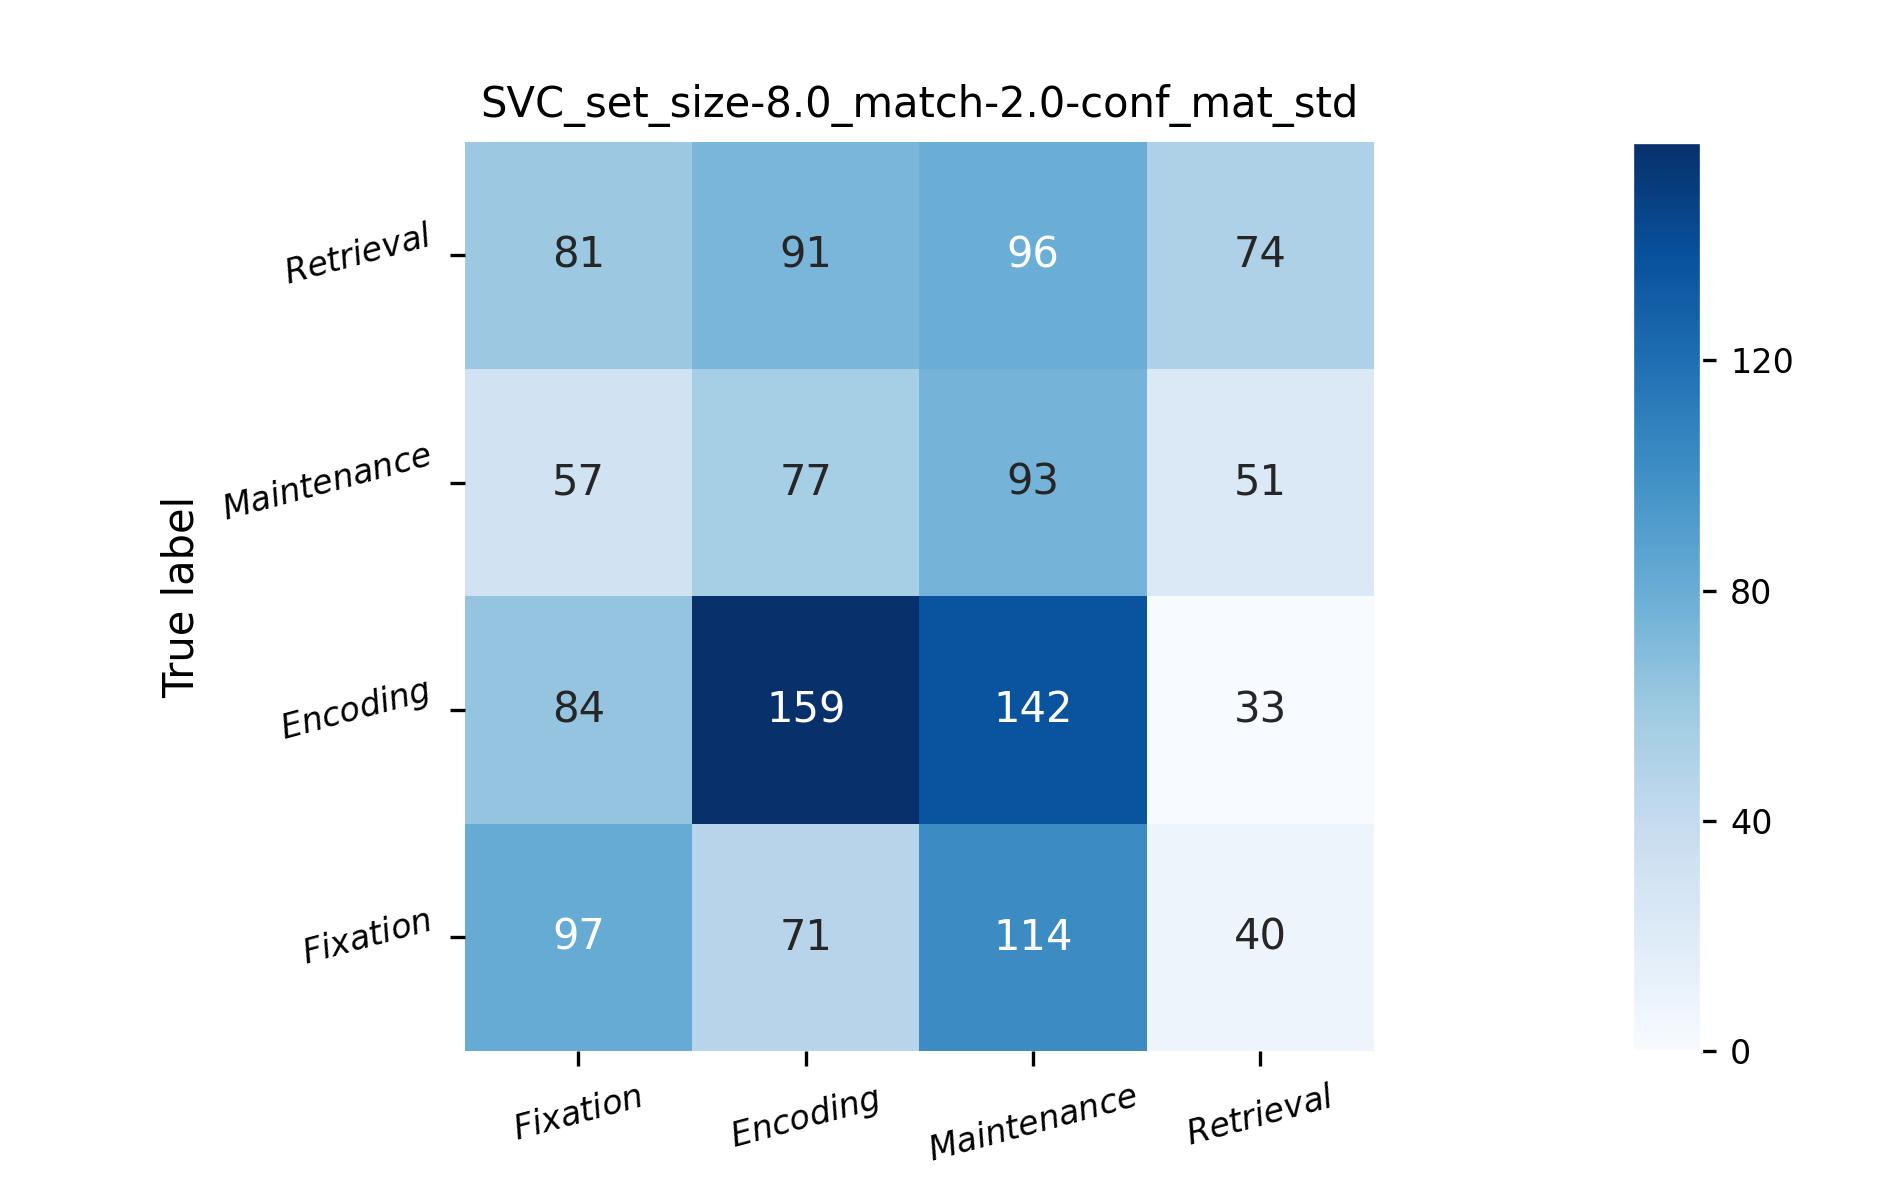 SVC_set_size-8.0_match-2.0-conf_mat_std
True label
Retrieval 81 91 96 74
Maintenance 57 77 93 51
Encoding 84 159 142 33
Fixation 97 71 114 40
Fixation Encoding Maintenance Retrieval
120
80
40
0